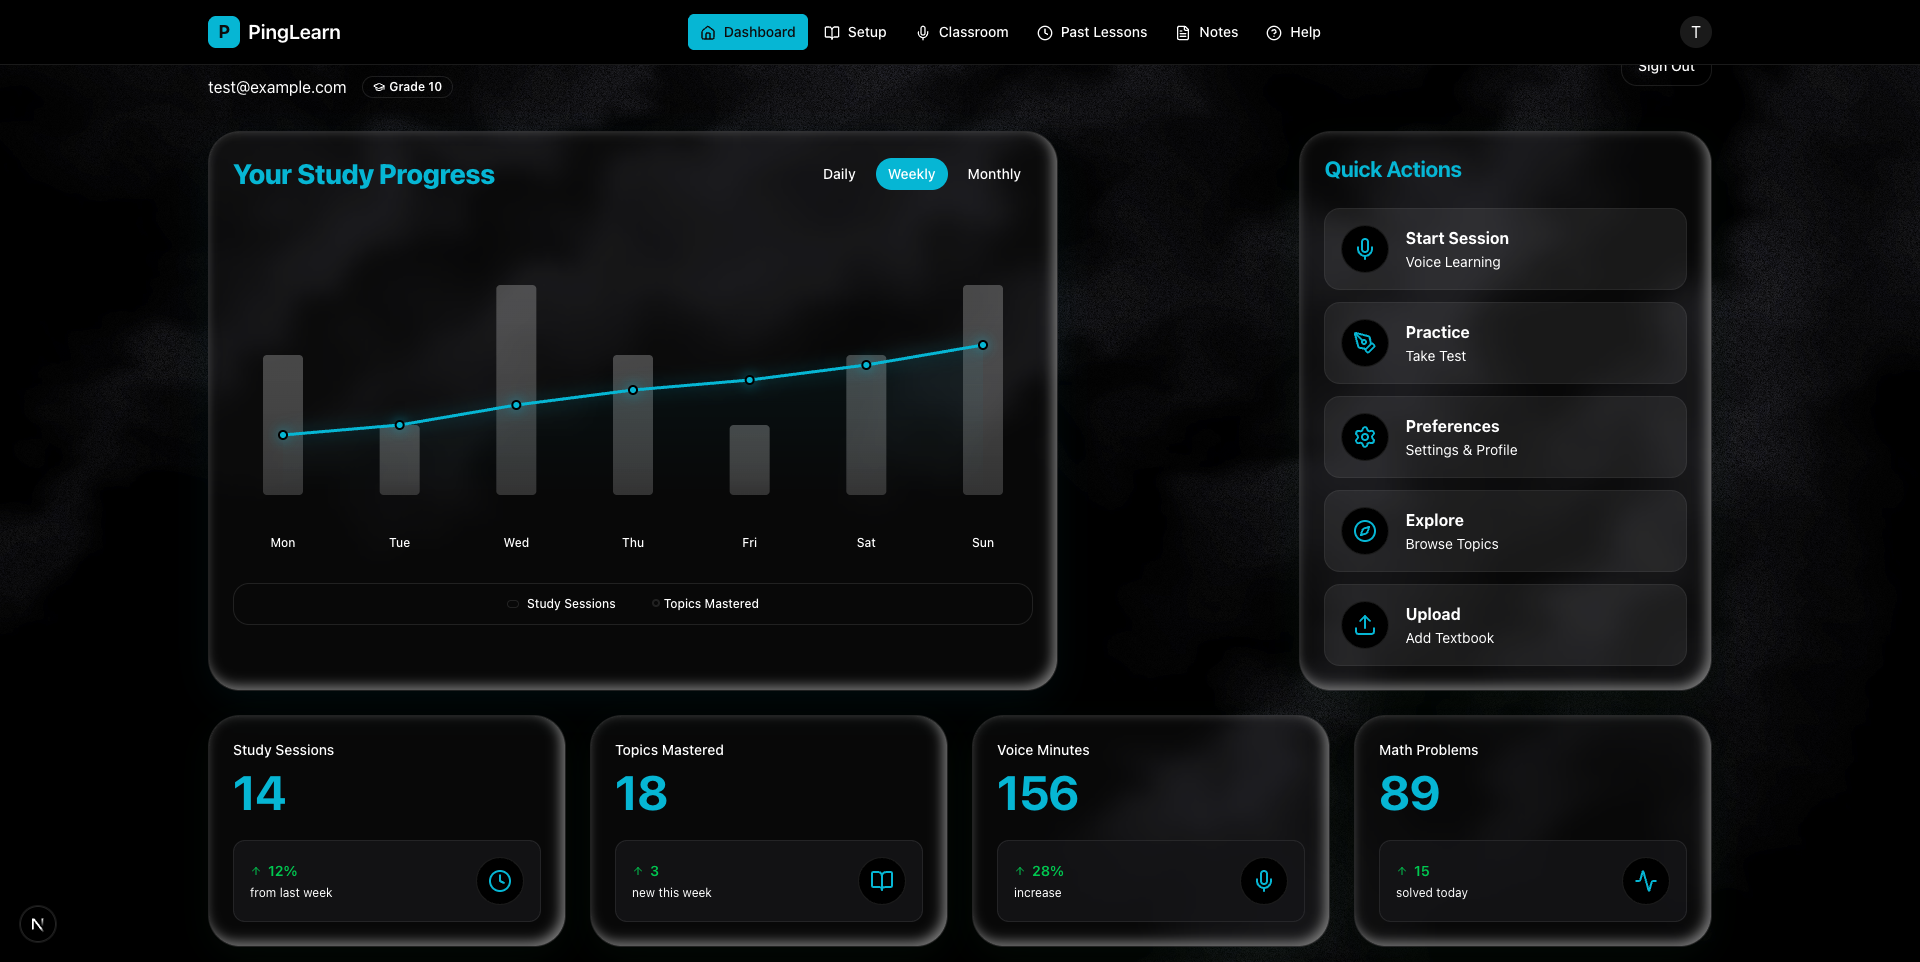 P PingLearn
Dashboard Setup Classroom Past Lessons Notes Help
T
Sign Out
test@example.com Grade 10
Your Study Progress
Daily Weekly Monthly
Mon Tue Wed Thu Fri Sat Sun
Study Sessions Topics Mastered
Quick Actions
Start Session
Voice Learning
Practice
Take Test
Preferences
Settings & Profile
Explore
Browse Topics
Upload
Add Textbook
Study Sessions
14
↑ 12%
from last week
Topics Mastered
18
↑ 3
new this week
Voice Minutes
156
↑ 28%
increase
Math Problems
89
↑ 15
solved today
N